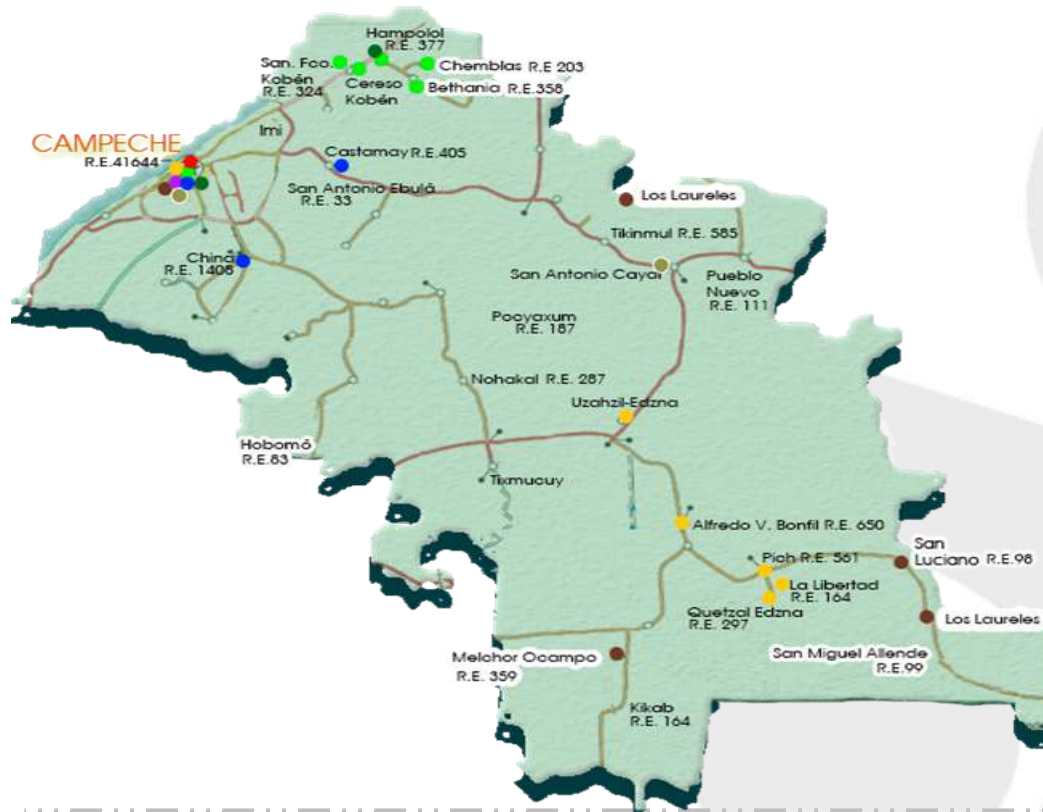 Hampolol
R.E. 377
San. Fco.
Kobén
R.E. 324
Cereso
Kobén
Chemblas R.E 203
Bethania R.E.358
Imi
CAMPECHE
R.E.41644
Castamay R.E.405
San Antonio Ebulá
R.E. 33
Los Laureles
Tikinmul R.E. 585
China
R.E. 1408
San Antonio Cayal
Pueblo
Nuevo
R.E. 111
Pocyaxum
R.E. 187
Nohakal R.E. 287
Uzahzil-Edzna
Hobomó
R.E.83
Tixmucuy
Alfredo V. Bonfil R.E. 650
San
Luciano R.E.98
Pich R.E. 561
La Libertad
R.E. 164
Quetzal Edzna
R.E. 297
Los Laureles
San Miguel Allende
R.E.99
Melchor Ocampo
R.E. 359
Kikab
R.E. 164